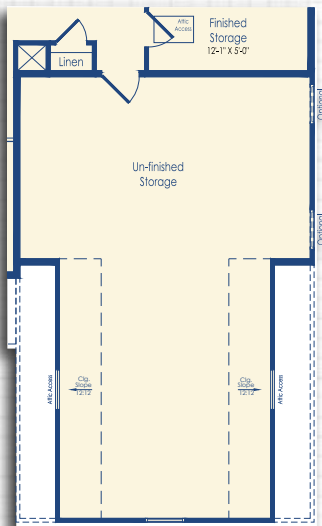 Attic
Access
Finished
Storage
12'-1" X 5'-0"
Linen
Optional
Un-finished
Storage
Optional
Attic Access
Clg.
Slope
12:12
Clg.
Slope
12:12
Attic Access